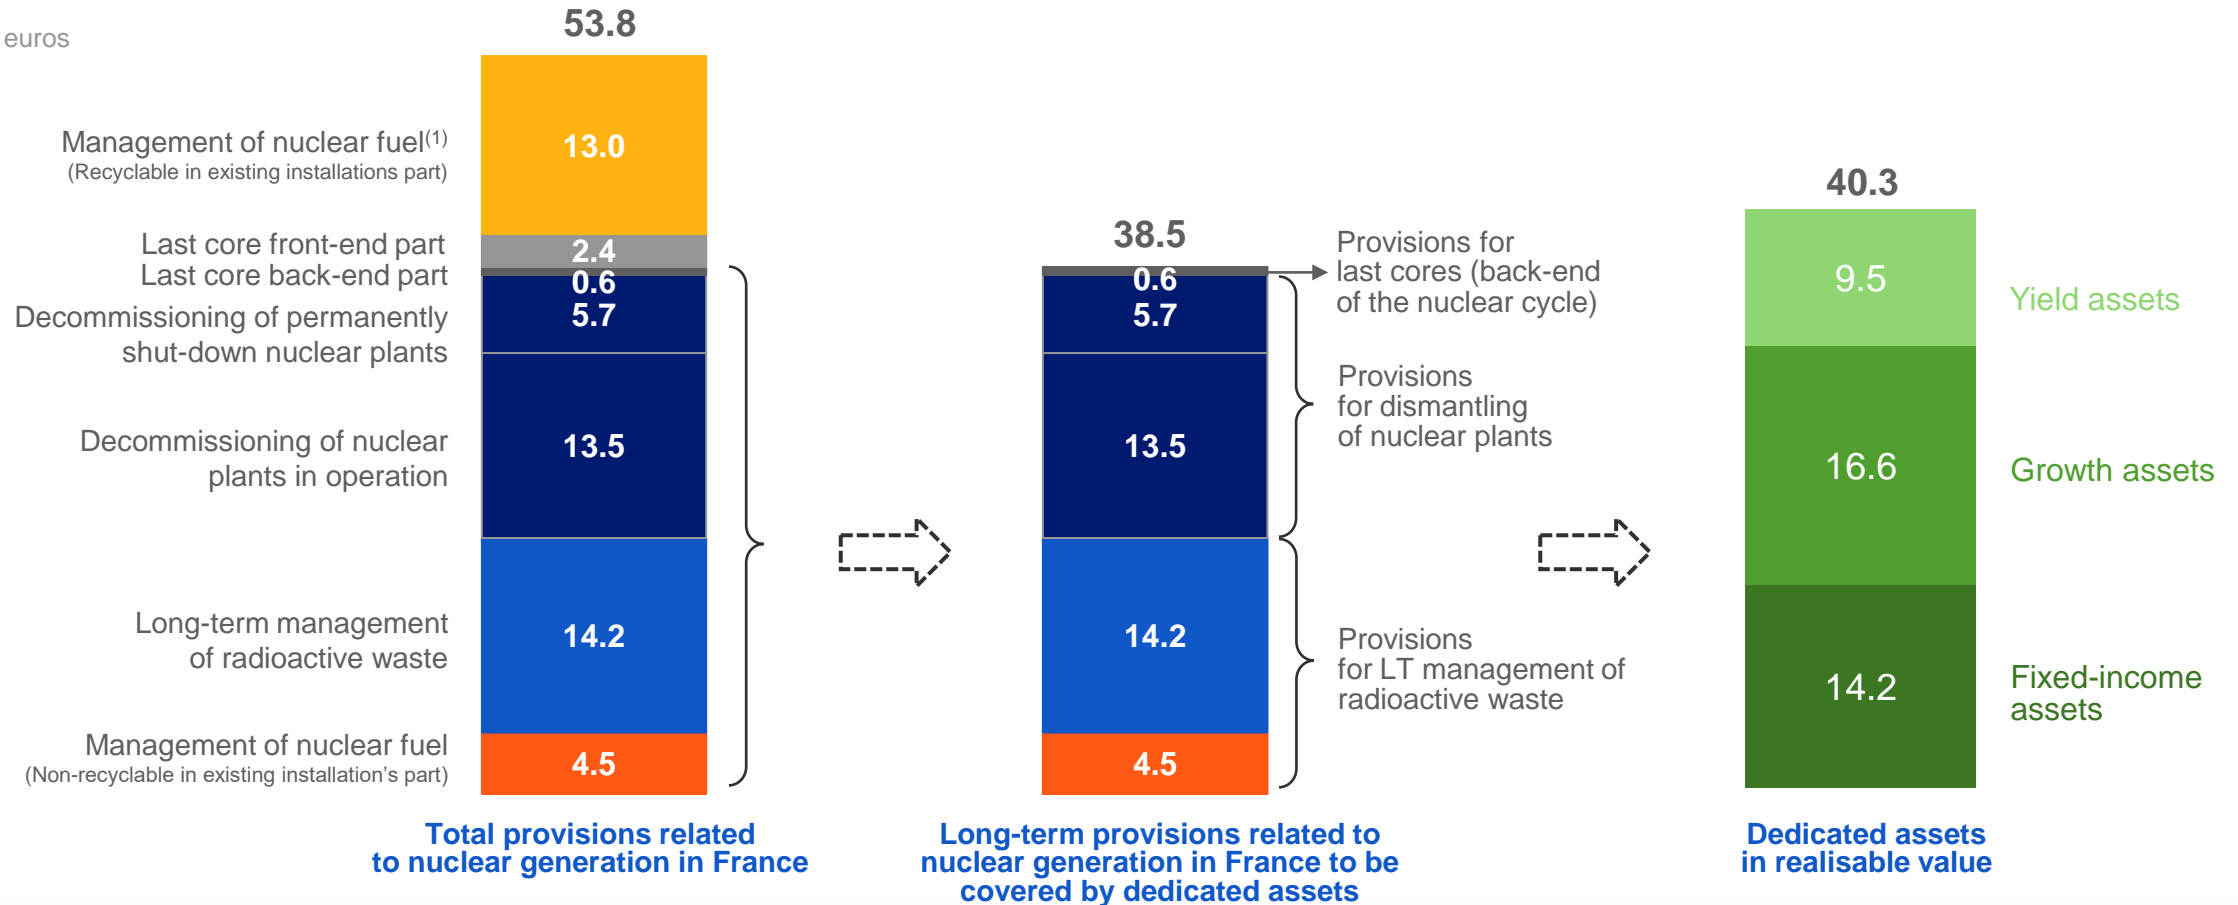 euros
53.8
Management of nuclear fuel(1)
(Recyclable in existing installations part)
13.0
Last core front-end part
2.4
Last core back-end part
0.6
Decommissioning of permanently
shut-down nuclear plants
5.7
Decommissioning of nuclear
plants in operation
13.5
Long-term management
of radioactive waste
14.2
Management of nuclear fuel
(Non-recyclable in existing installation's part)
4.5
Total provisions related
to nuclear generation in France
38.5
0.6
5.7
13.5
14.2
4.5
Provisions for
last cores (back-end
of the nuclear cycle)
Provisions
for dismantling
of nuclear plants
Provisions
for LT management of
radioactive waste
Long-term provisions related to
nuclear generation in France to be
covered by dedicated assets
40.3
9.5
Yield assets
16.6
Growth assets
14.2
Fixed-income
assets
Dedicated assets
in realisable value